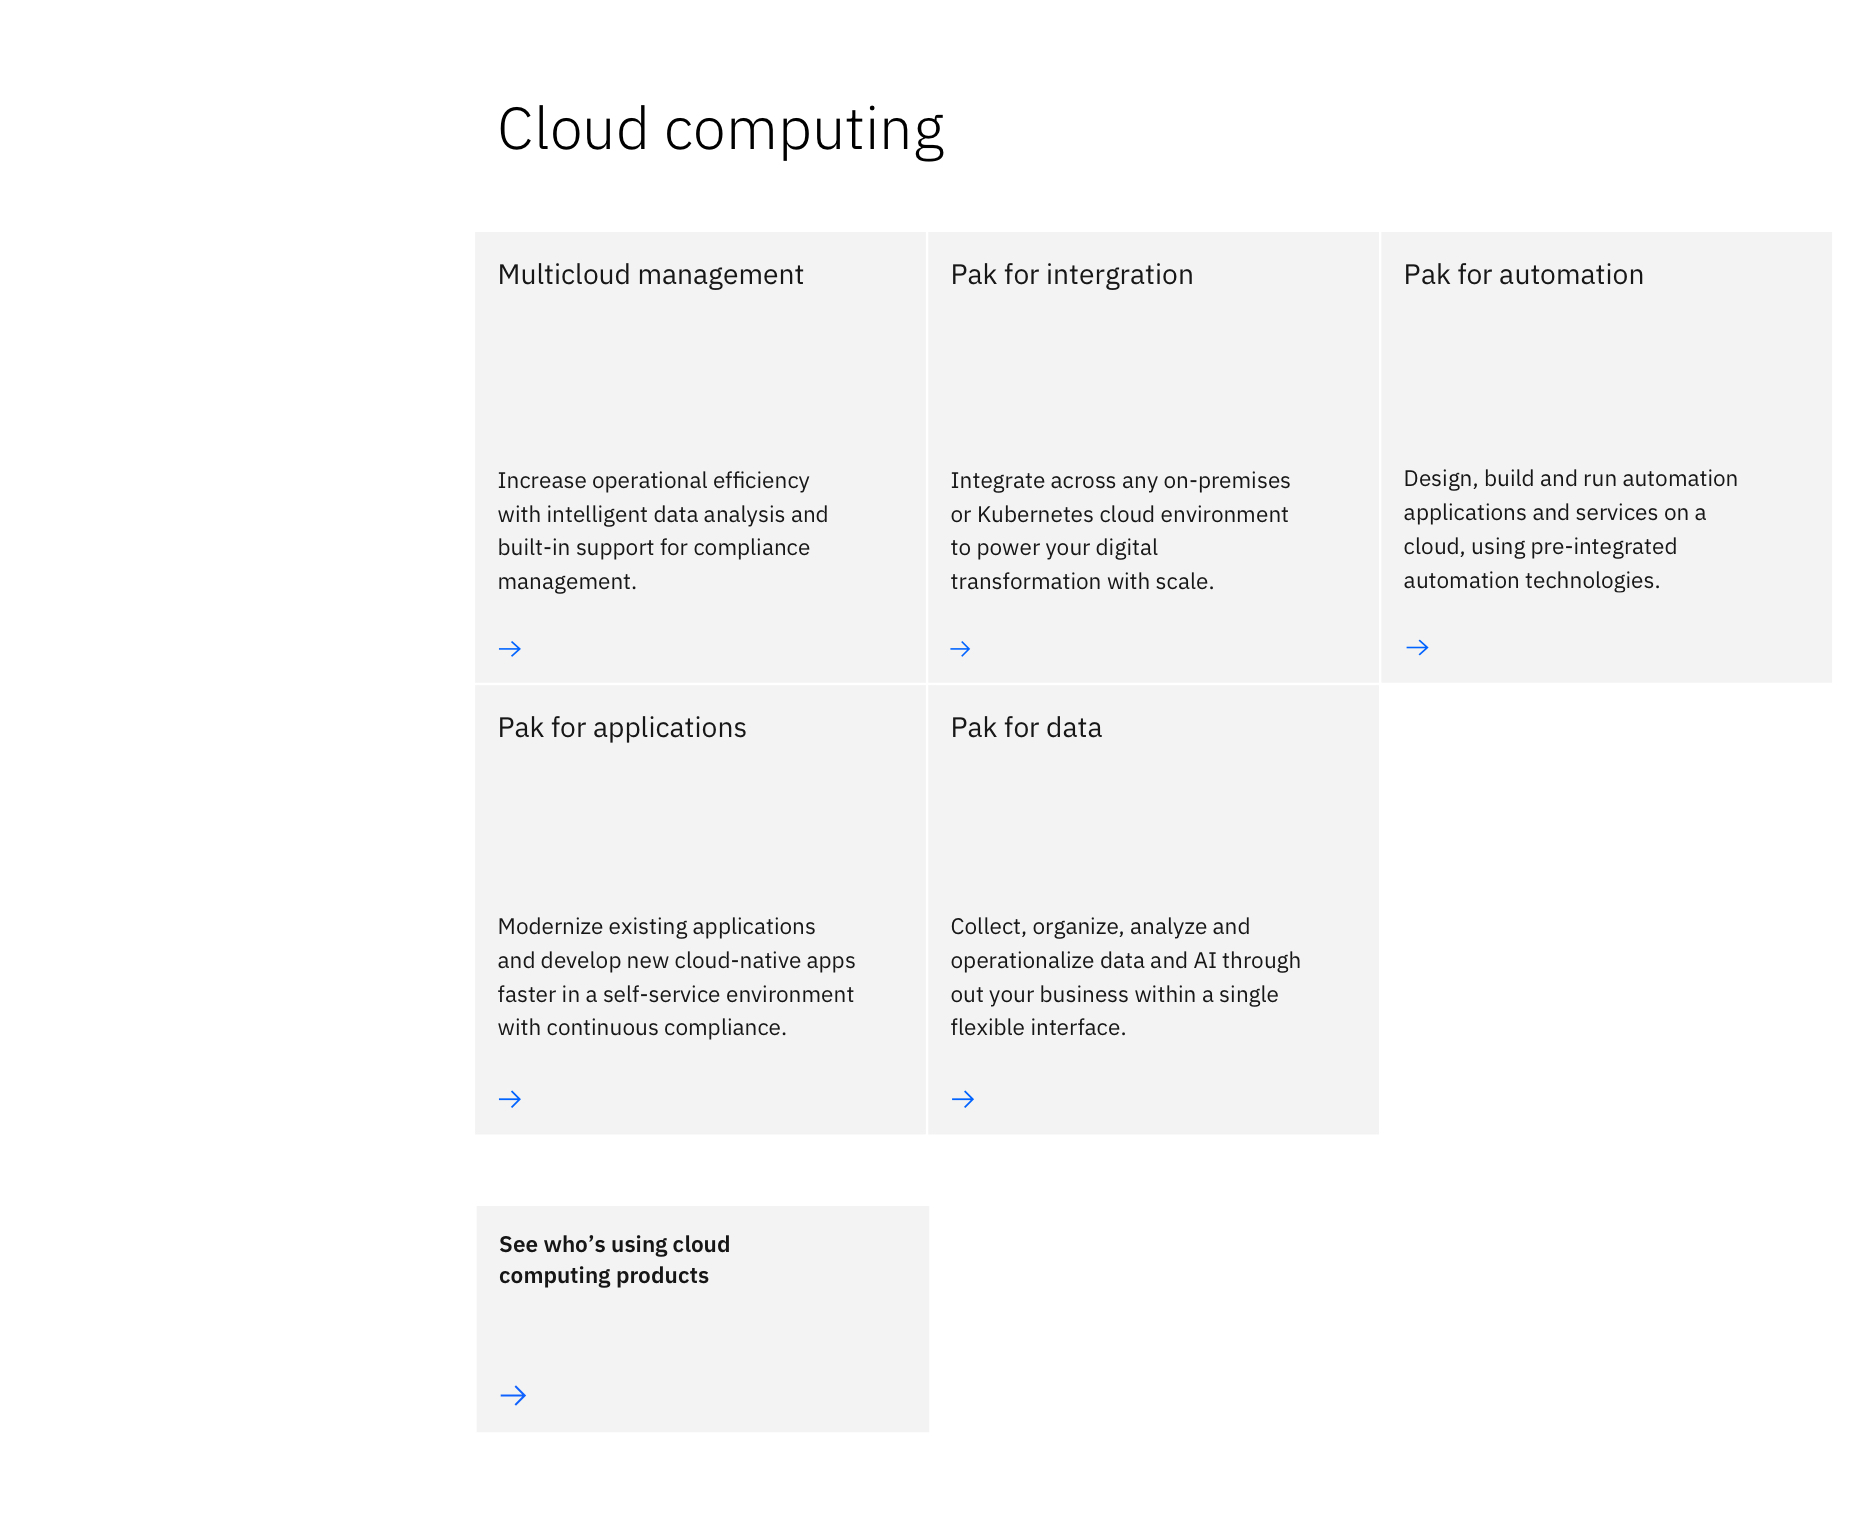 Cloud computing
Multicloud management
Increase operational efficiency
with intelligent data analysis and
built-in support for compliance
management.
Pak for intergration
Integrate across any on-premises
or Kubernetes cloud environment
to power your digital
transformation with scale.
Pak for automation
Design, build and run automation
applications and services on a
cloud, using pre-integrated
automation technologies.
Pak for applications
Modernize existing applications
and develop new cloud-native apps
faster in a self-service environment
with continuous compliance.
Pak for data
Collect, organize, analyze and
operationalize data and AI through
out your business within a single
flexible interface.
See who’s using cloud
computing products